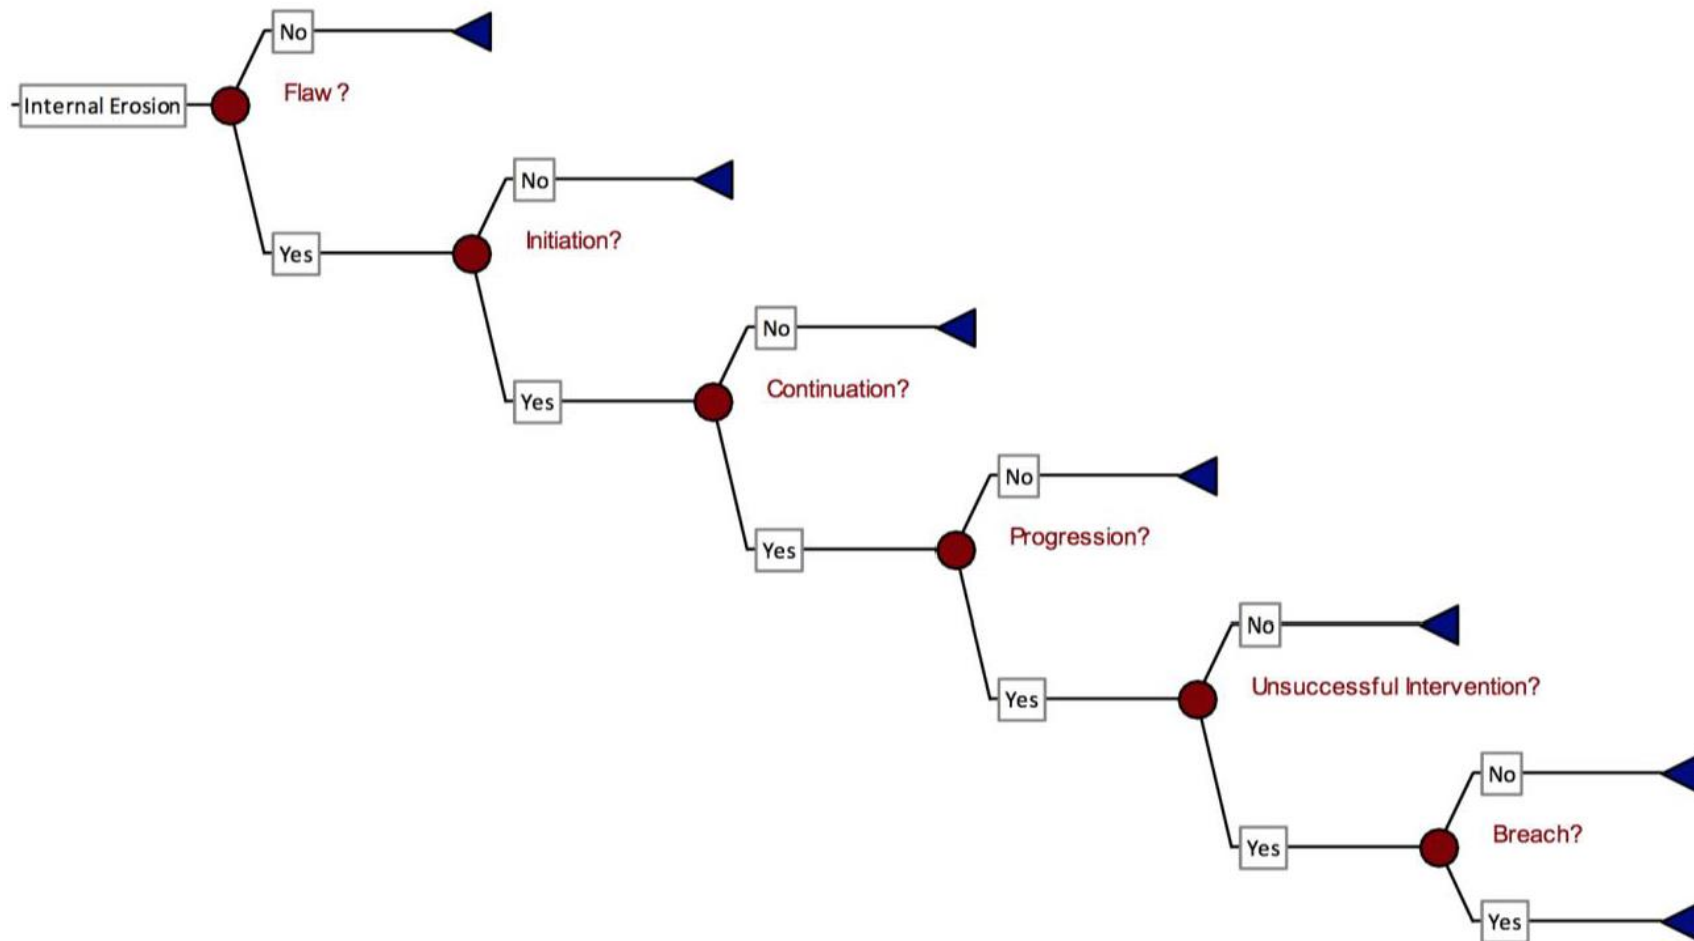 No
Flaw ?
Internal Erosion
No
Initiation?
Yes
No
Continuation?
Yes
No
Progression?
Yes
No
Unsuccessful Intervention?
Yes
No
Breach?
Yes
Yes